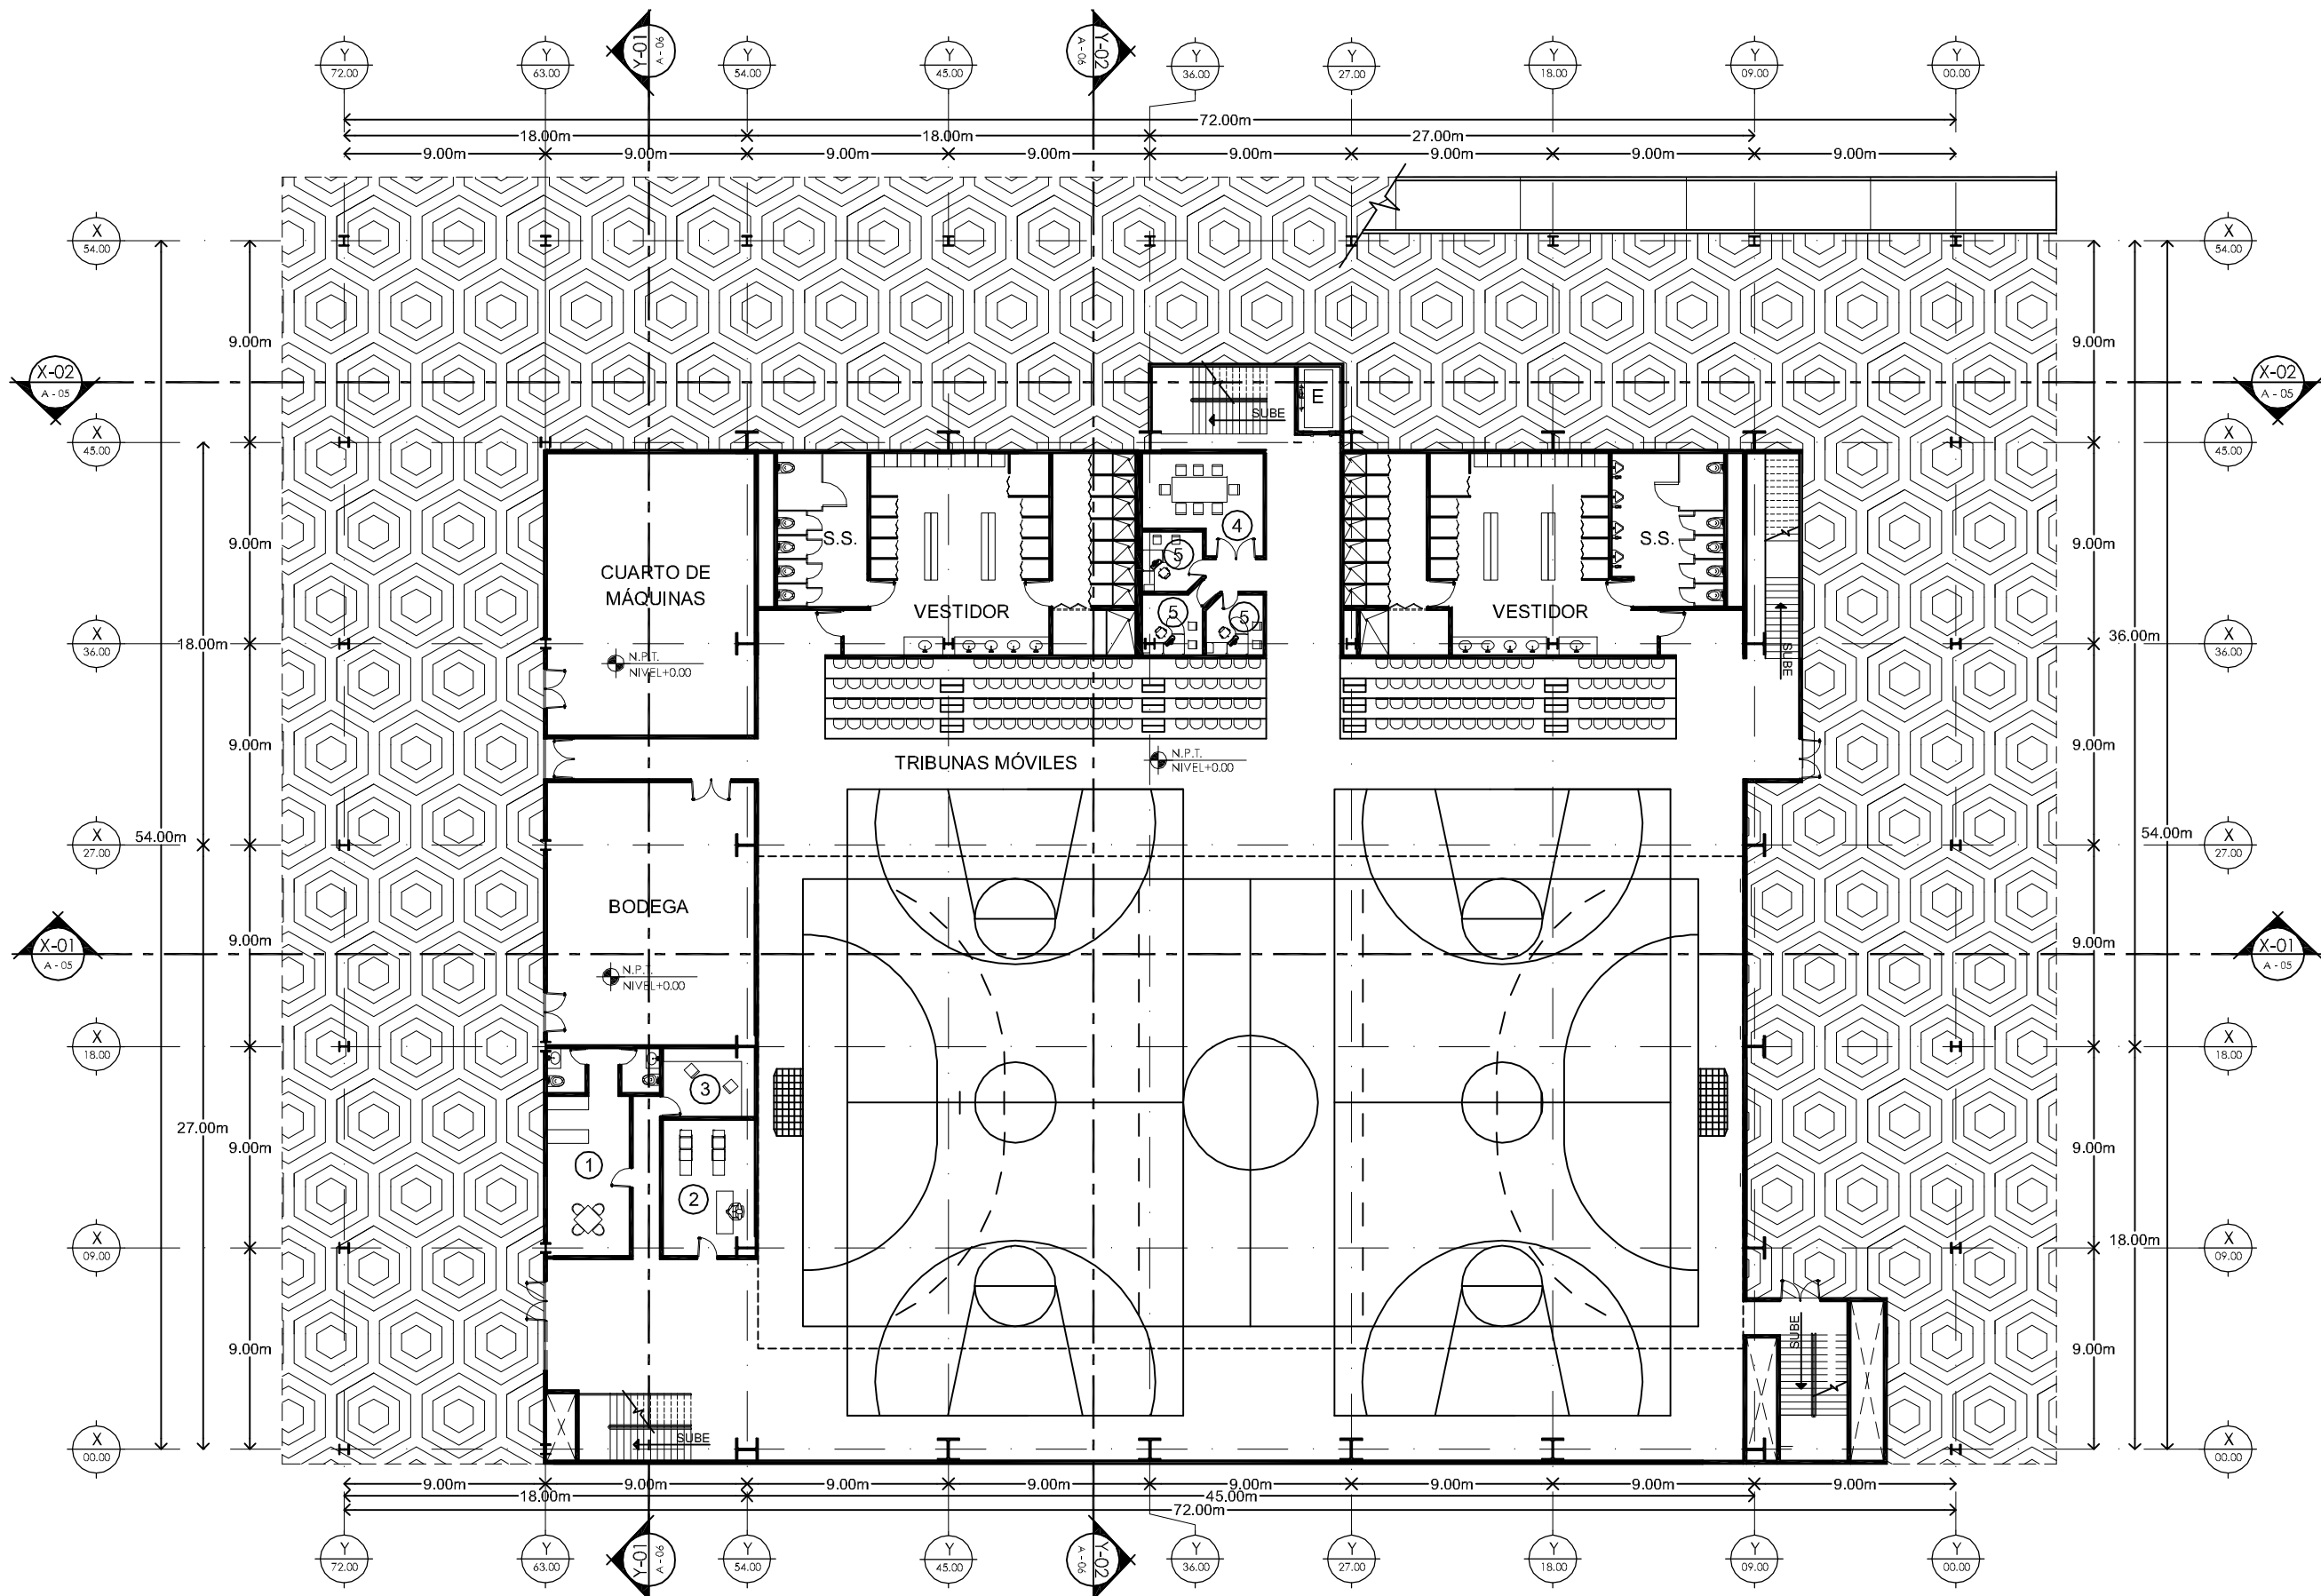 Y Y Y-01 Y Y Y-02 Y Y Y Y Y
72.00 63.00 A-06 54.00 45.00 A-06 36.00 27.00 18.00 09.00 00.00
72.00m
18.00m 18.00m 27.00m
9.00m 9.00m 9.00m 9.00m 9.00m 9.00m 9.00m 9.00m
X X
54.00 54.00
9.00m 9.00m
X-02 X-02
A - 05 A - 05
E
SUBE
X X
45.00 45.00
4
S.S. S.S.
9.00m 9.00m
5
CUARTO DE
MÁQUINAS
VESTIDOR VESTIDOR
5 5
X X
36.00 36.00
18.00m 36.00m
N.P.T.
NIVEL+0.00
SUBE
9.00m 9.00m
TRIBUNAS MÓVILES
N.P.T.
NIVEL+0.00
X X
27.00 27.00
54.00m 54.00m
BODEGA
9.00m 9.00m
X-01 X-01
A - 05 A - 05
N.P.T.
NIVEL+0.00
X X
18.00 18.00
3
27.00m
9.00m 9.00m
1
2
X X
09.00 09.00
18.00m
SUBE
9.00m 9.00m
SUBE
X X
00.00 00.00
9.00m 9.00m 9.00m 9.00m 9.00m 9.00m 9.00m 9.00m
18.00m 45.00m
72.00m
Y Y Y-01 Y Y Y-02 Y Y Y Y Y
72.00 63.00 A-06 54.00 45.00 A-06 36.00 27.00 18.00 09.00 00.00